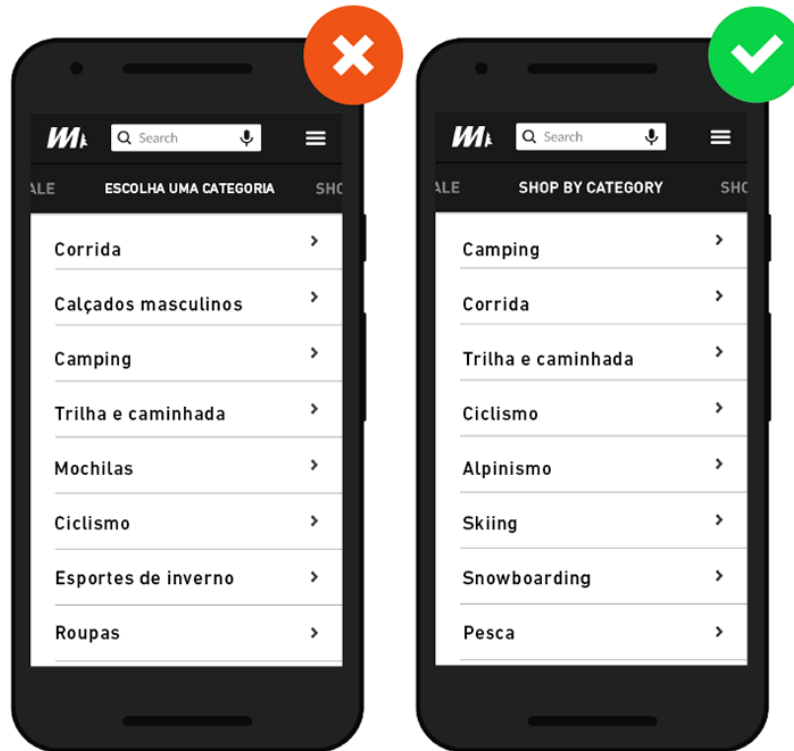 Search
ALE ESCOLHA UMA CATEGORIA SHO
Corrida
Calçados masculinos
Camping
Trilha e caminhada
Mochilas
Ciclismo
Esportes de inverno
Roupas
Search
ALE SHOP BY CATEGORY SHO
Camping
Corrida
Trilha e caminhada
Ciclismo
Alpinismo
Skiing
Snowboarding
Pesca